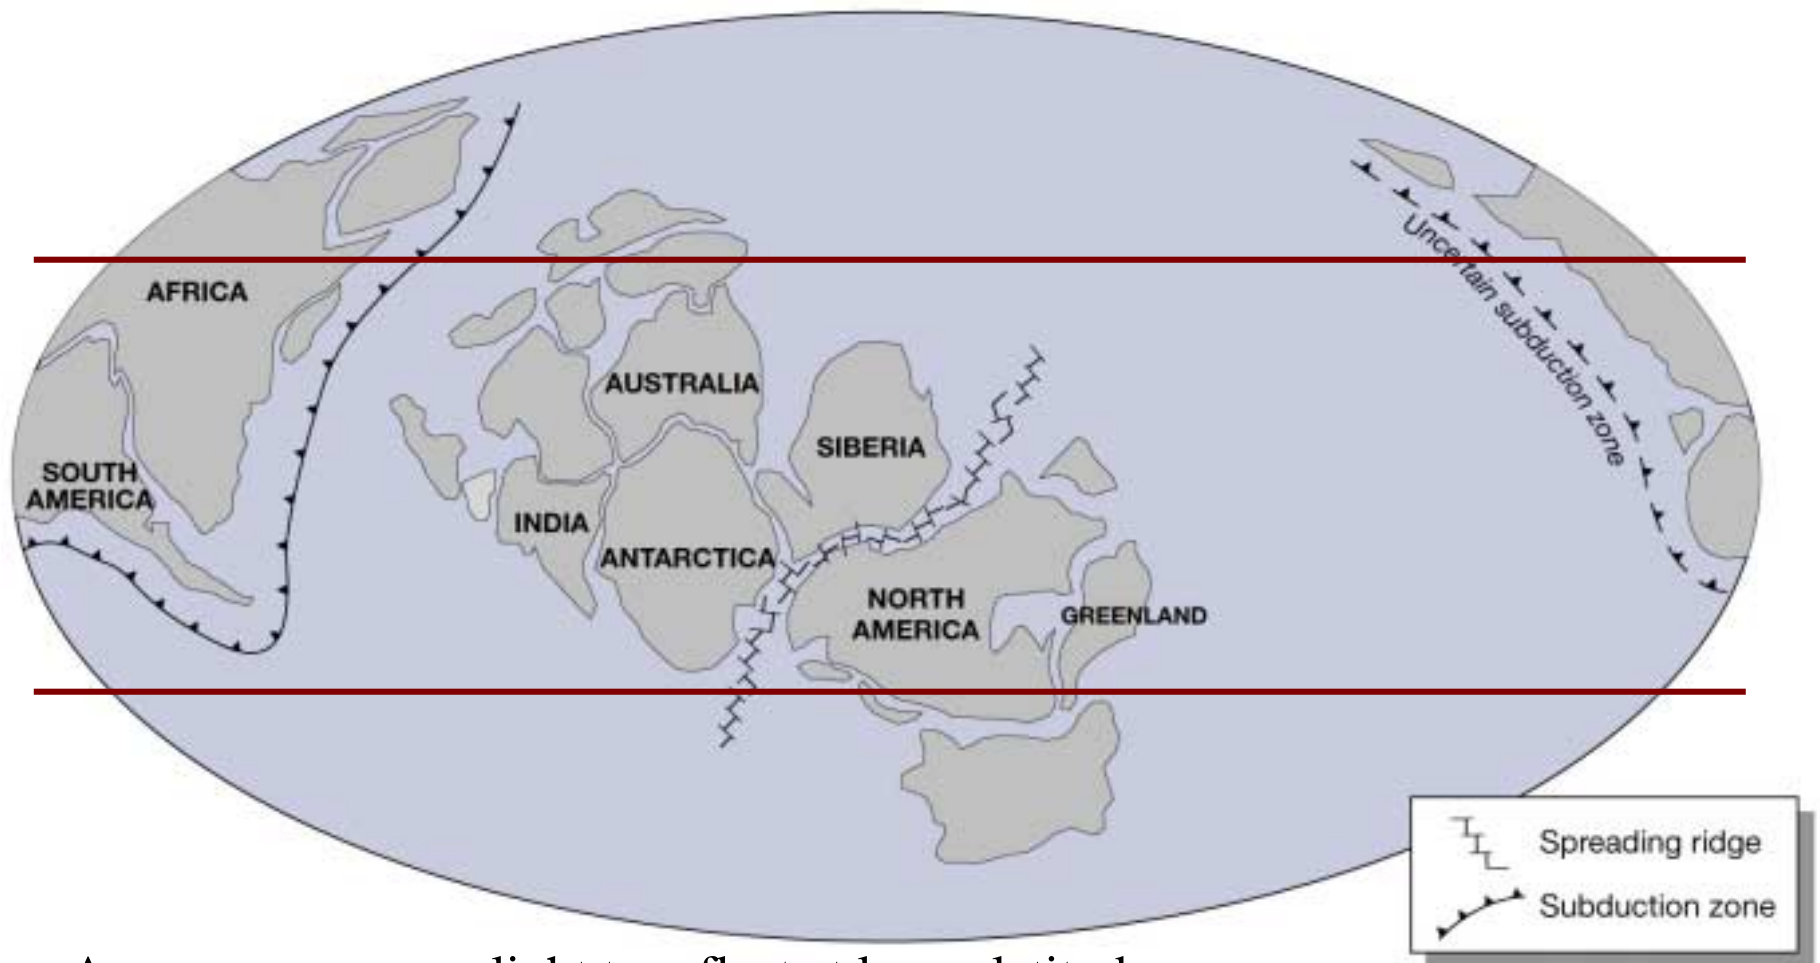 AFRICA
Uncertain subduction zone
AUSTRALIA
SIBERIA
SOUTH
AMERICA
INDIA
ANTARCTICA
NORTH
AMERICA
GREENLAND
Spreading ridge
Subduction zone